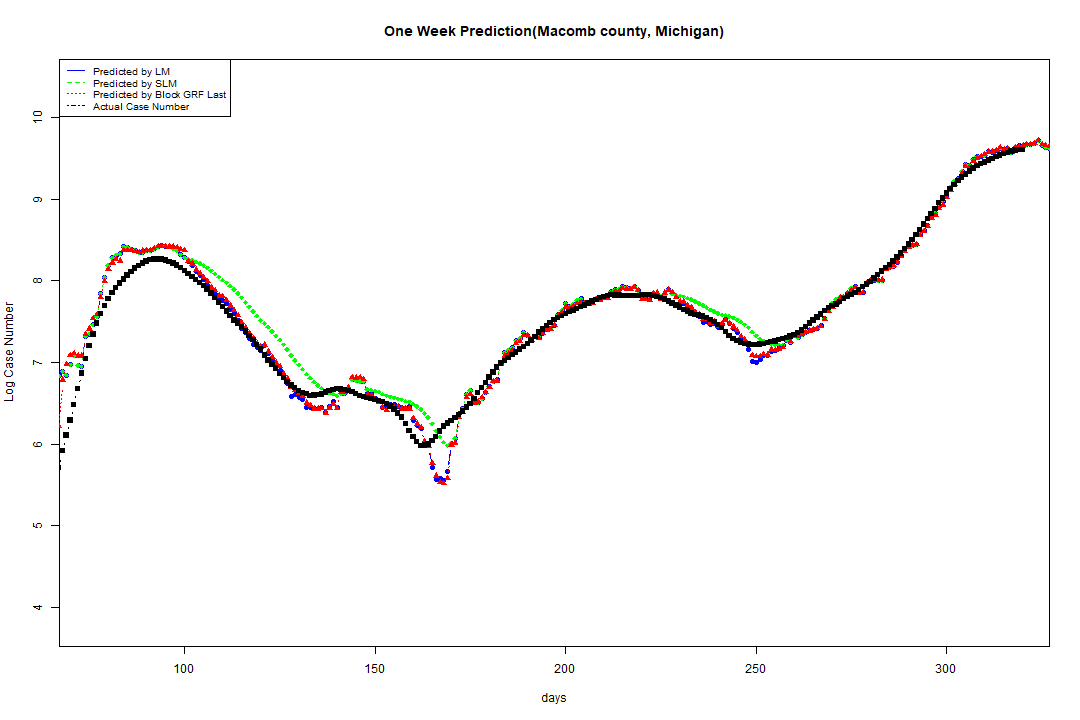 One Week Prediction(Macomb county, Michigan)
Predicted by LM
Predicted by SLM
Predicted by Block GRF Last
Actual Case Number
10
9
8
7
6
5
4
Log Case Number
100 150 200 250 300
days